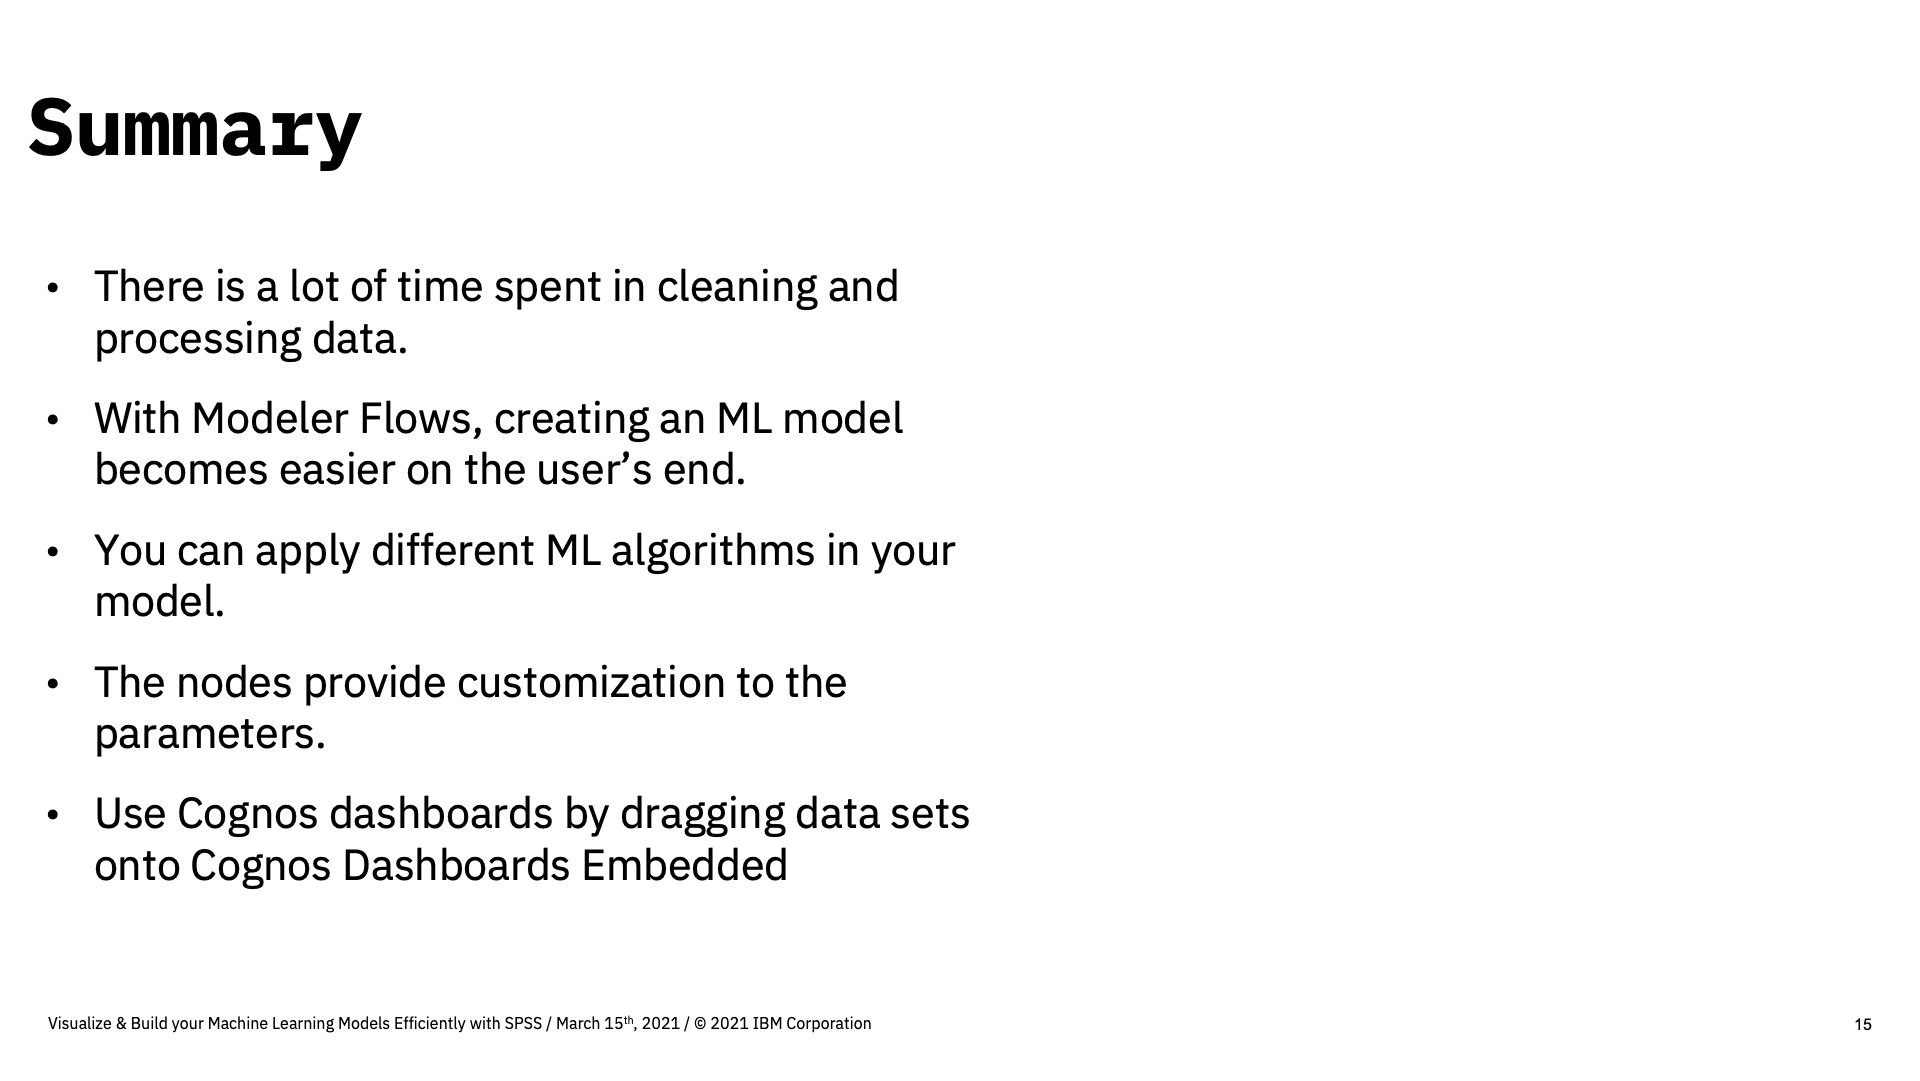 Summary
• There is a lot of time spent in cleaning and
processing data.
• With Modeler Flows, creating an ML model
becomes easier on the user’s end.
• You can apply different ML algorithms in your
model.
• The nodes provide customization to the
parameters.
• Use Cognos dashboards by dragging data sets
onto Cognos Dashboards Embedded
Visualize & Build your Machine Learning Models Efficiently with SPSS / March 15th, 2021 / © 2021 IBM Corporation
15